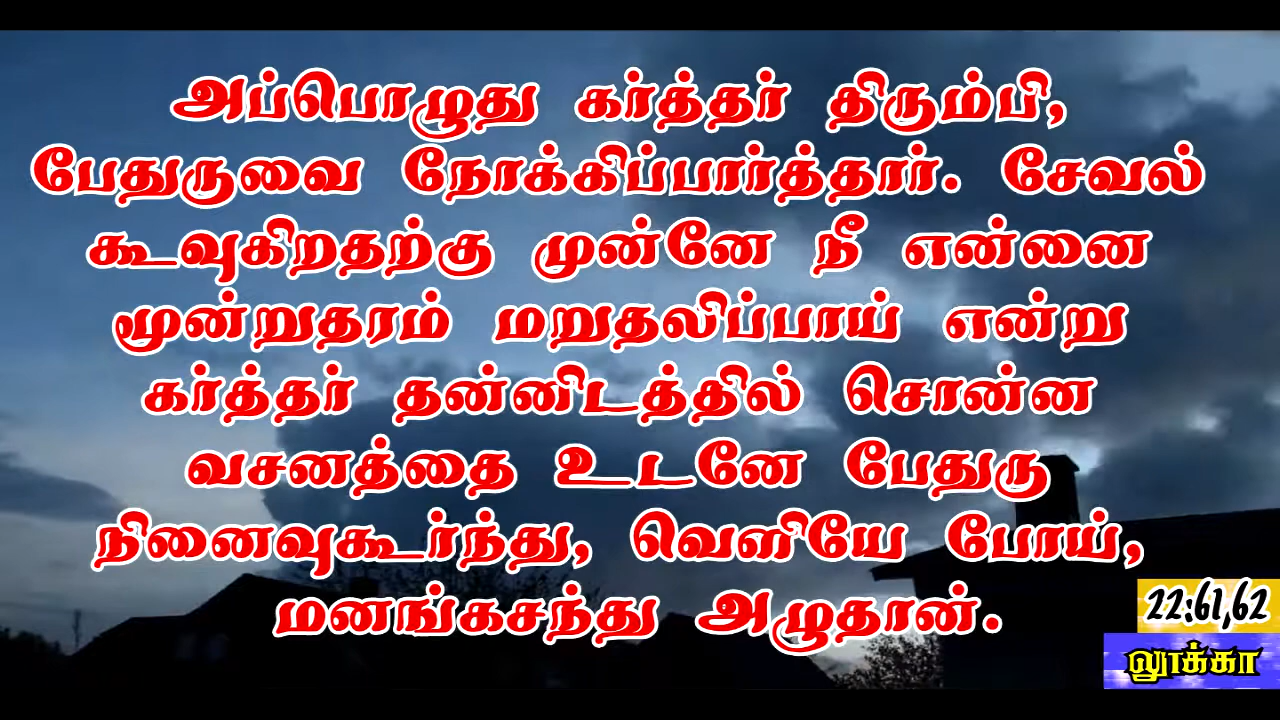 அப்பொழுது கர்த்தர் திரும்பி,
பேதுருவை நோக்கிப்பார்த்தார். சேவல்
கூவுகிறதற்கு முன்னே நீ என்னை
மூன்றுதரம் மறுதலிப்பாய் என்று
கர்த்தர் தன்னிடத்தில் சொன்ன
வசனத்தை உடனே பேதுரு
நினைவுகூர்ந்து, வெளியே போய்,
மனங்கசந்து அழுதான்.
22:61,62
லூக்கா